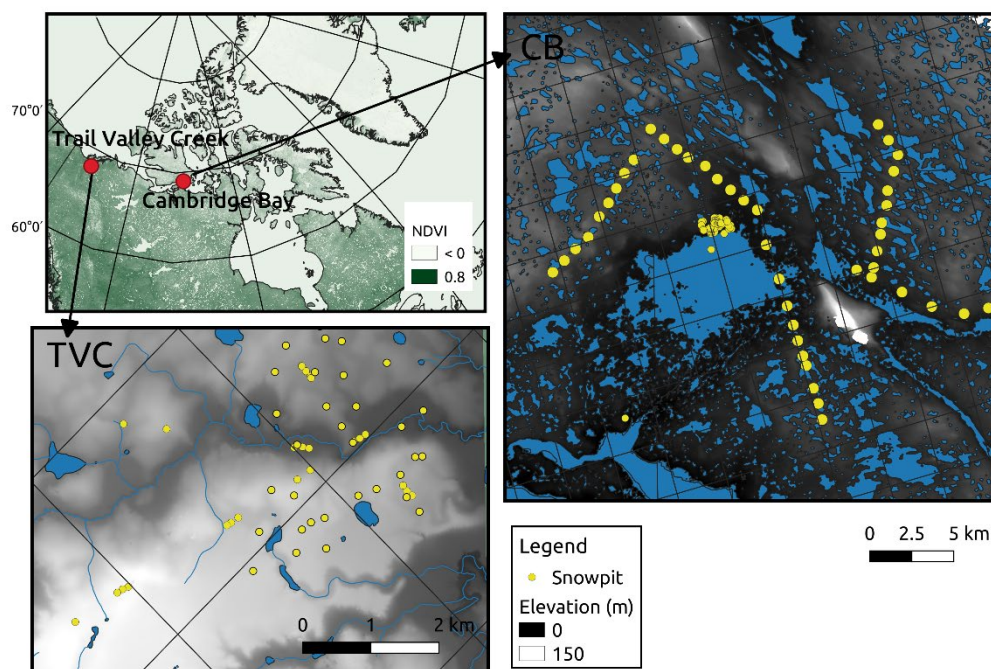 CB
70°0′
Trail Valley Creek
Cambridge Bay
60°0′
NDVI
< 0
0.8
TVC
0 1 2 km
0 2.5 5 km
Legend
Snowpit
Elevation (m)
0
150